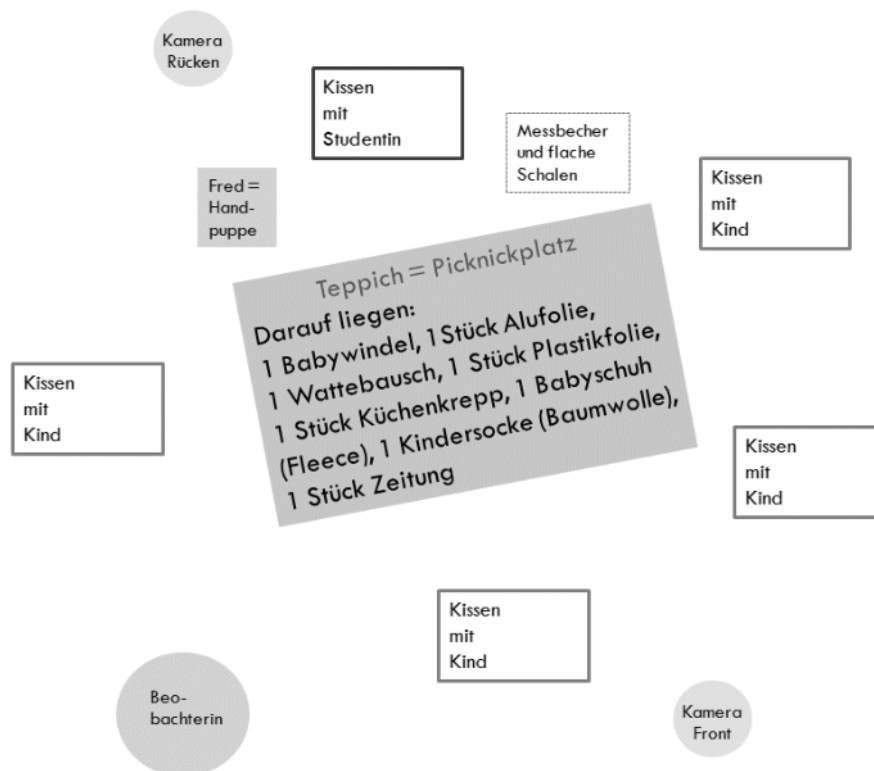 Kamera
Rücken
Kissen
mit
Studentin
Messbecher
und flache
Schalen
Kissen
mit
Kind
Fred =
Hand-
puppe
Teppich = Picknickplatz
Darauf liegen:
1 Babywindel, 1 Stück Alufolie,
1 Wattebausch, 1 Stück Plastikfolie,
1 Stück Küchenkrepp, 1 Babyschuh
(Fleece), 1 Kindersocke (Baumwolle),
1 Stück Zeitung
Kissen
mit
Kind
Kissen
mit
Kind
Kissen
mit
Kind
Beo-
bachterin
Kamera
Front